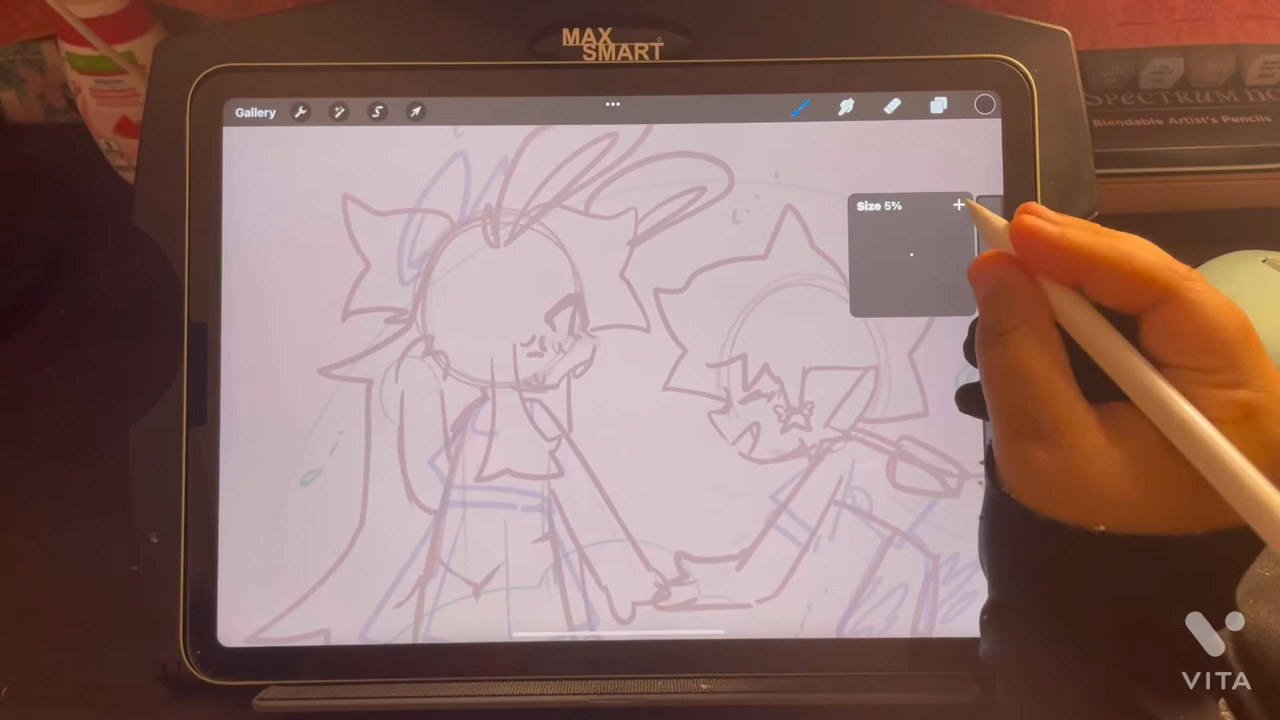 MAX
SMART
Gallery
Size 5%
SPECTRUM NO
Blendable Artist's Pencils
VITA